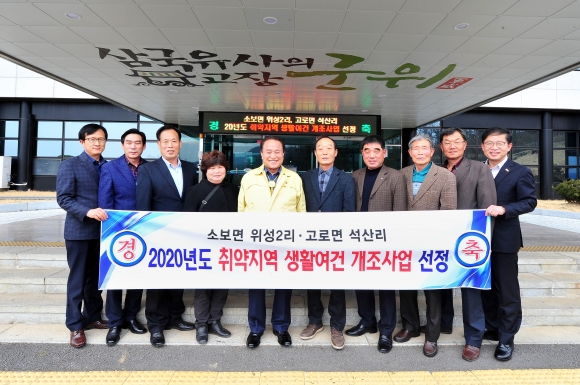 삼국유사의
고장 군위
소보면 위성2리, 고로면 석산리
경 20년도 취약지역 생활여건 개조사업 선정 축
소보면 위성2리 · 고로면 석산리
경 2020년도 취약지역 생활여건 개조사업 선정 축